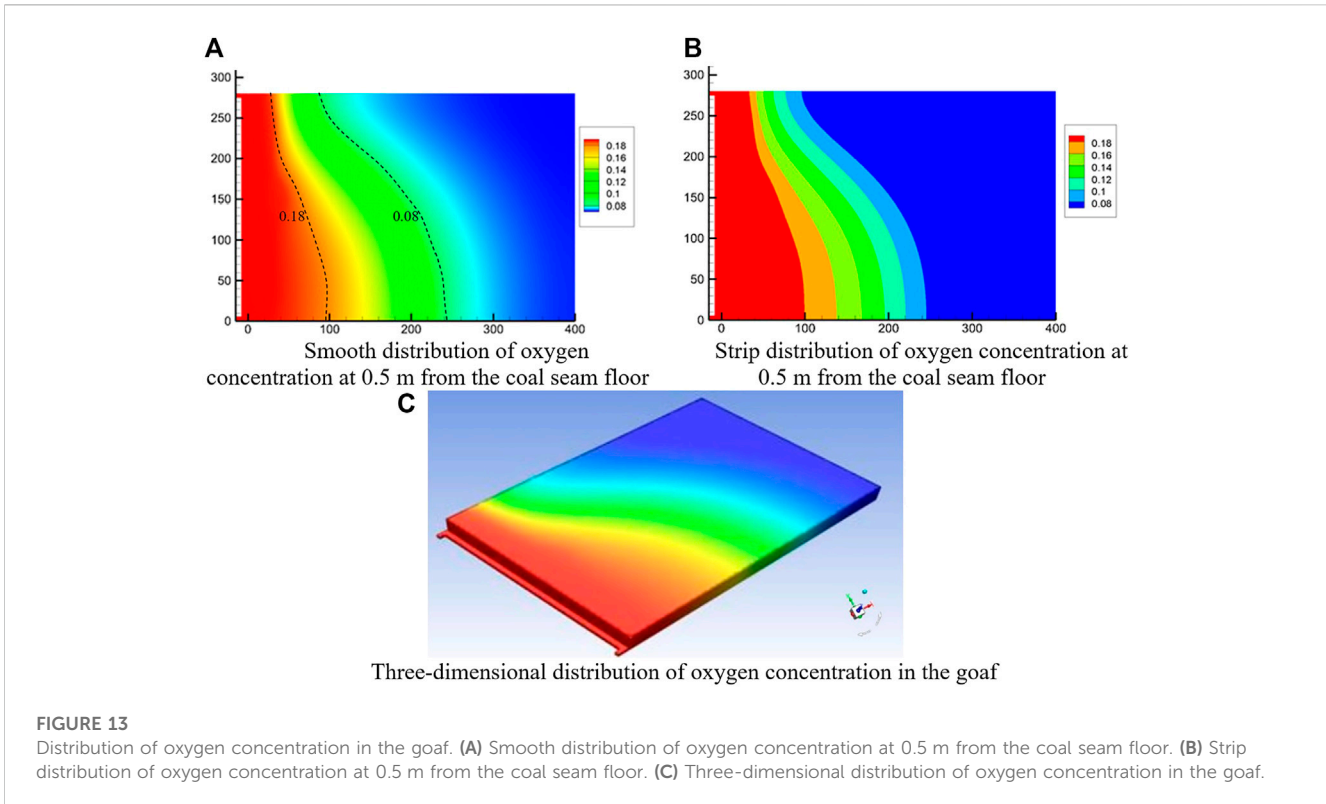 A
300
250
200
150
100
50
0
0 100 200 300 400
0.18
0.08
0.18
0.16
0.14
0.12
0.1
0.08
Smooth distribution of oxygen
concentration at 0.5 m from the coal seam floor
B
300
250
200
150
100
50
0
0 100 200 300 400
0.18
0.16
0.14
0.12
0.1
0.08
Strip distribution of oxygen concentration at
0.5 m from the coal seam floor
C
Three-dimensional distribution of oxygen concentration in the goaf
FIGURE 13
Distribution of oxygen concentration in the goaf. (A) Smooth distribution of oxygen concentration at 0.5 m from the coal seam floor. (B) Strip
distribution of oxygen concentration at 0.5 m from the coal seam floor. (C) Three-dimensional distribution of oxygen concentration in the goaf.